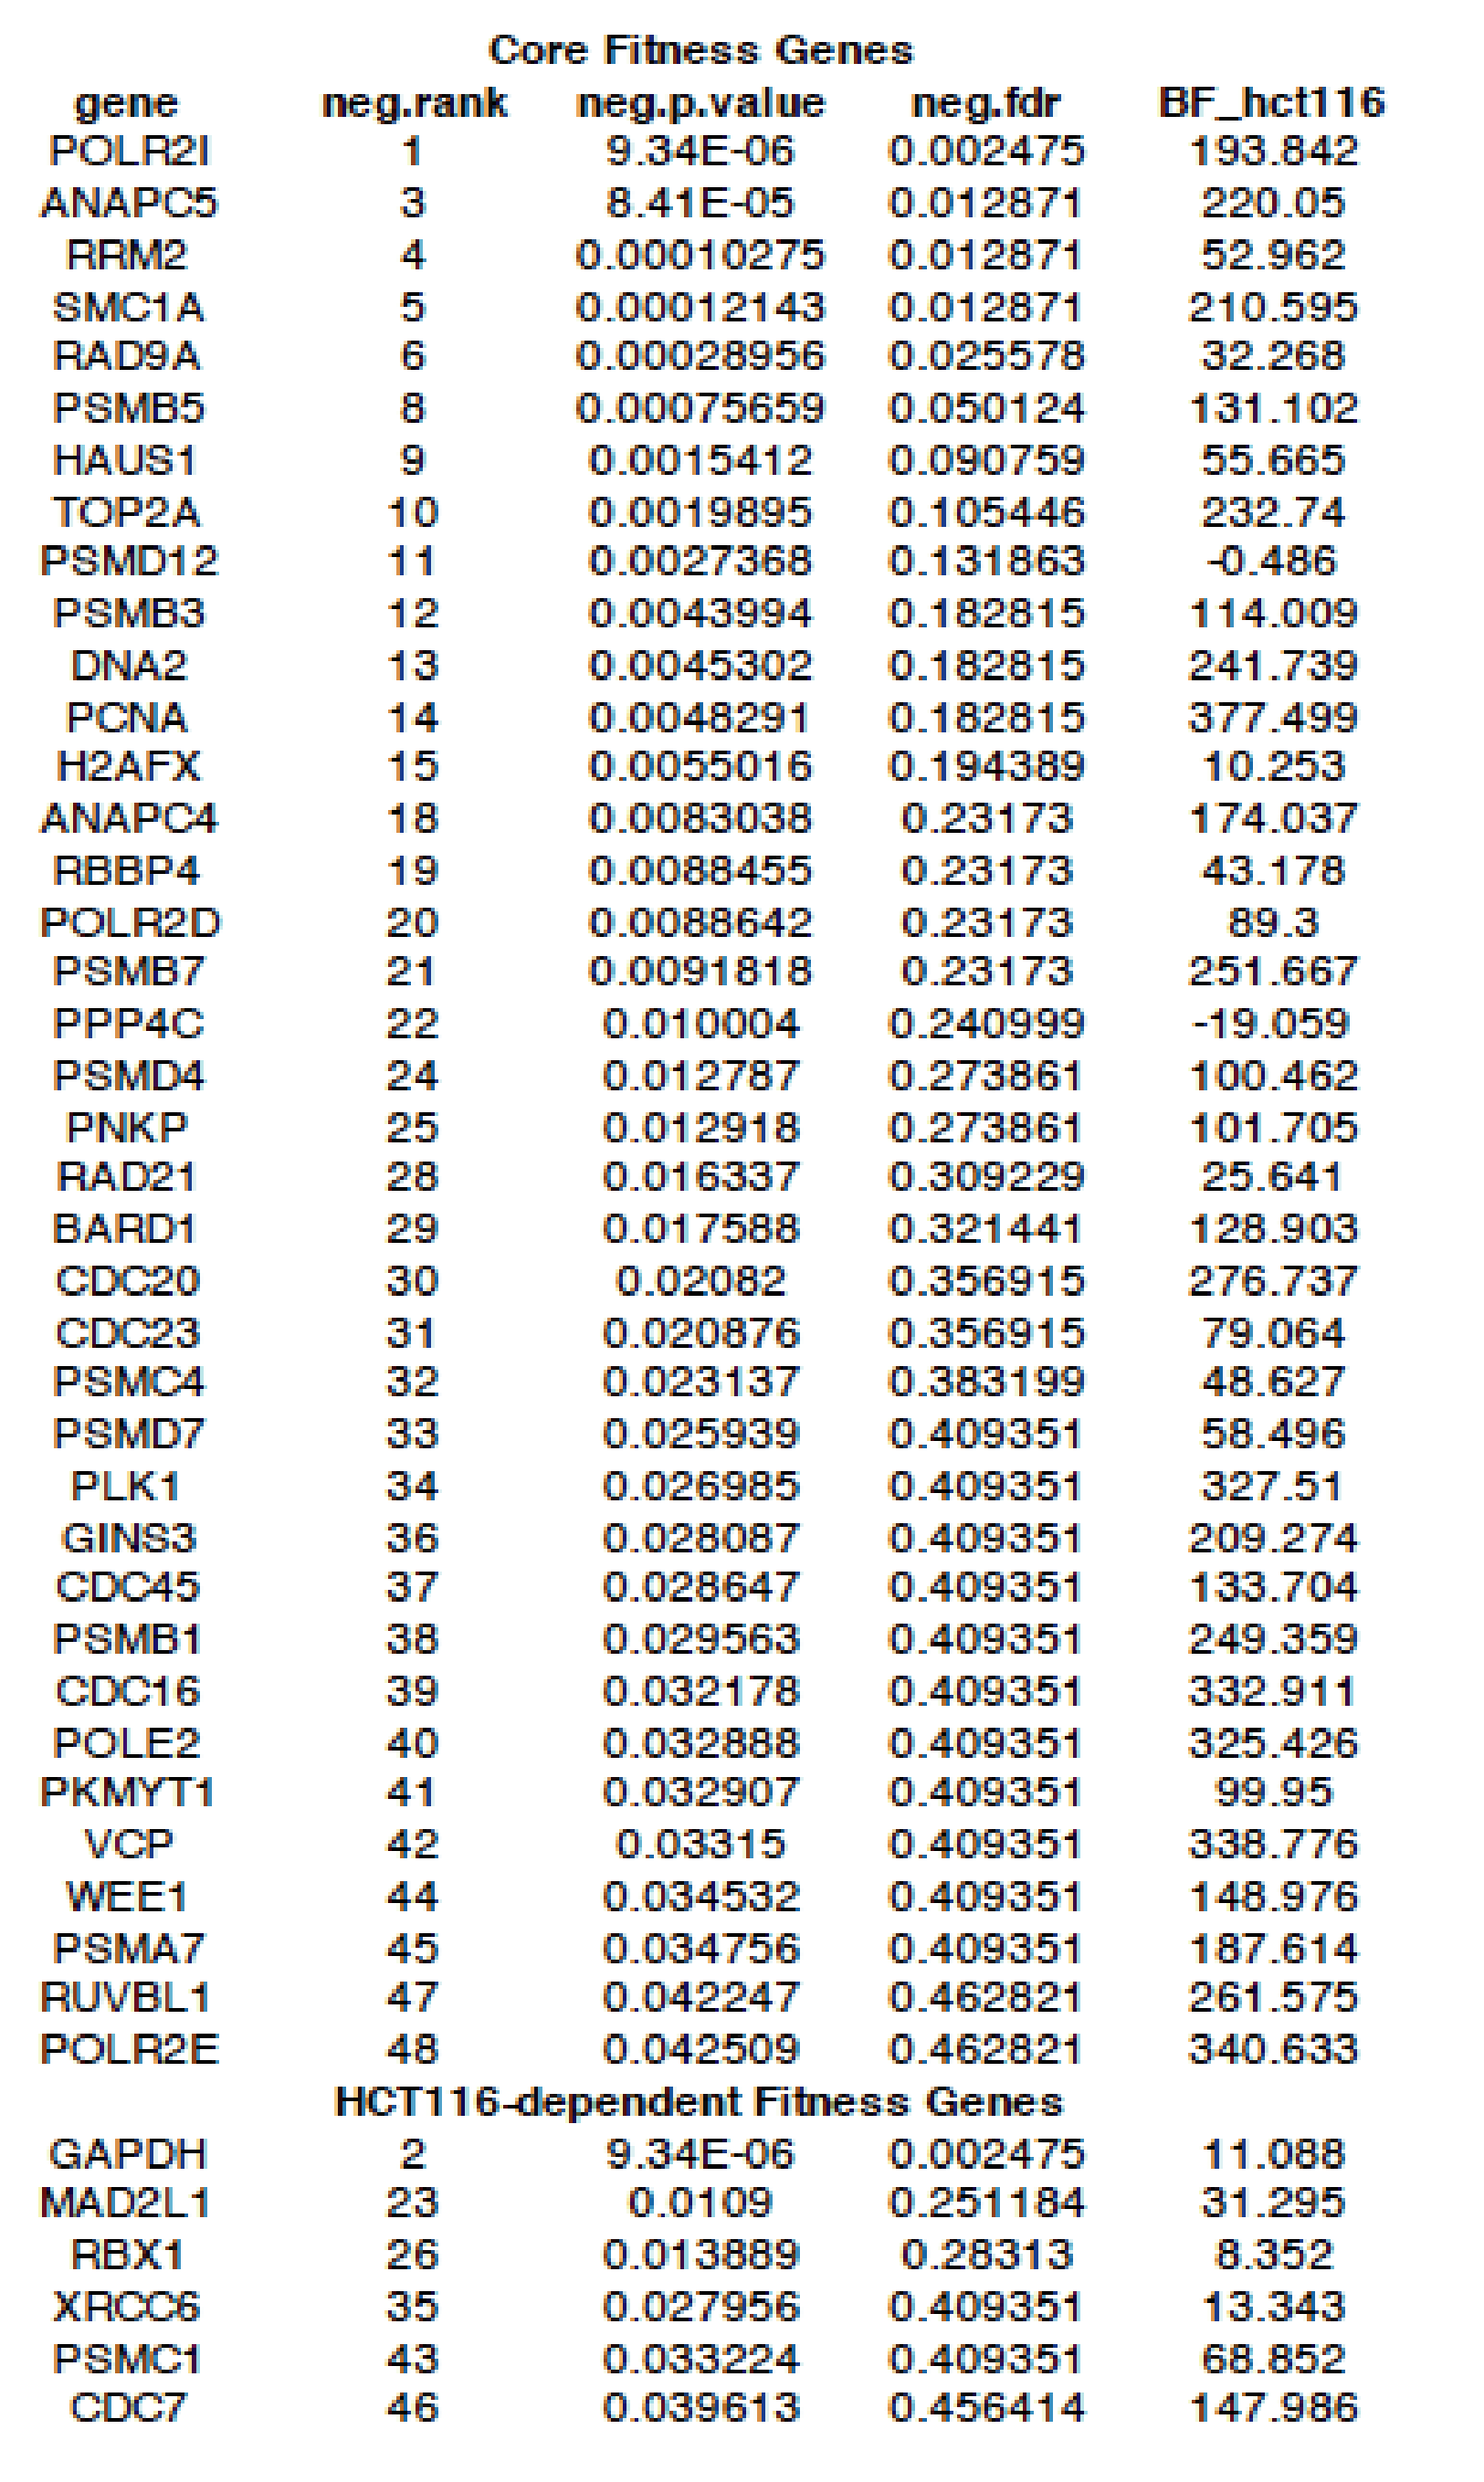 Core Fitness Genes
gene neg.rank neg.p.value neg.fdr BF_hct116
POLR2I 1 9.34E-06 0.002475 193.842
ANAPC5 3 8.41E-05 0.012871 220.05
RRM2 4 0.00010275 0.012871 52.962
SMC1A 5 0.00012143 0.012871 210.595
RAD9A 6 0.00028956 0.025578 32.268
PSMB5 8 0.00075659 0.050124 131.102
HAUS1 9 0.0015412 0.090759 55.665
TOP2A 10 0.0019895 0.105446 232.74
PSMD12 11 0.0027368 0.131863 -0.486
PSMB3 12 0.0043994 0.182815 114.009
DNA2 13 0.0045302 0.182815 241.739
PCNA 14 0.0048291 0.182815 377.499
H2AFX 15 0.0055016 0.194389 10.253
ANAPC4 18 0.0083038 0.23173 174.037
RBBP4 19 0.0088455 0.23173 43.178
POLR2D 20 0.0088642 0.23173 89.3
PSMB7 21 0.0091818 0.23173 251.667
PPP4C 22 0.010004 0.240999 -19.059
PSMD4 24 0.012787 0.273861 100.462
PNKP 25 0.012918 0.273861 101.705
RAD21 28 0.016337 0.309229 25.641
BARD1 29 0.017588 0.321441 128.903
CDC20 30 0.02082 0.356915 276.737
CDC23 31 0.020876 0.356915 79.064
PSMC4 32 0.023137 0.383199 48.627
PSMD7 33 0.025939 0.409351 58.496
PLK1 34 0.026985 0.409351 327.51
GINS3 36 0.028087 0.409351 209.274
CDC45 37 0.028647 0.409351 133.704
PSMB1 38 0.029563 0.409351 249.359
CDC16 39 0.032178 0.409351 332.911
POLE2 40 0.032888 0.409351 325.426
PKMYT1 41 0.032907 0.409351 99.95
VCP 42 0.03315 0.409351 338.776
WEE1 44 0.034532 0.409351 148.976
PSMA7 45 0.034756 0.409351 187.614
RUVBL1 47 0.042247 0.462821 261.575
POLR2E 48 0.042509 0.462821 340.633
HCT116-dependent Fitness Genes
GAPDH 2 9.34E-06 0.002475 11.088
MAD2L1 23 0.0109 0.251184 31.295
RBX1 26 0.013889 0.28313 8.352
XRCC6 35 0.027956 0.409351 13.343
PSMC1 43 0.033224 0.409351 68.852
CDC7 46 0.039613 0.456414 147.986